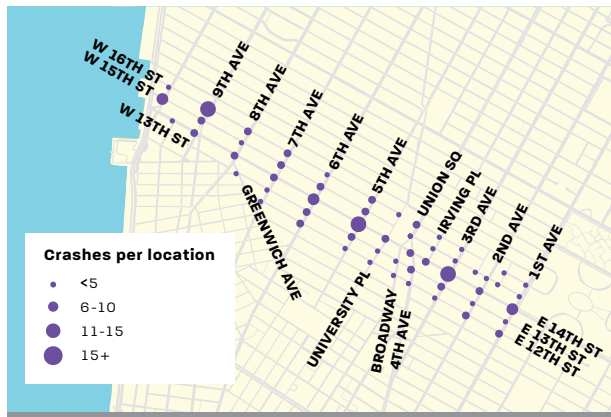 W 16TH ST
W 15TH ST
W 13TH ST
9TH AVE
8TH AVE
7TH AVE
6TH AVE
5TH AVE
UNION SQ
IRVING PL
3RD AVE
2ND AVE
1ST AVE
GREENWICH AVE
UNIVERSITY PL
BROADWAY
4TH AVE
E 14TH ST
E 13TH ST
E 12TH ST
Crashes per location
<5
6-10
11-15
15+